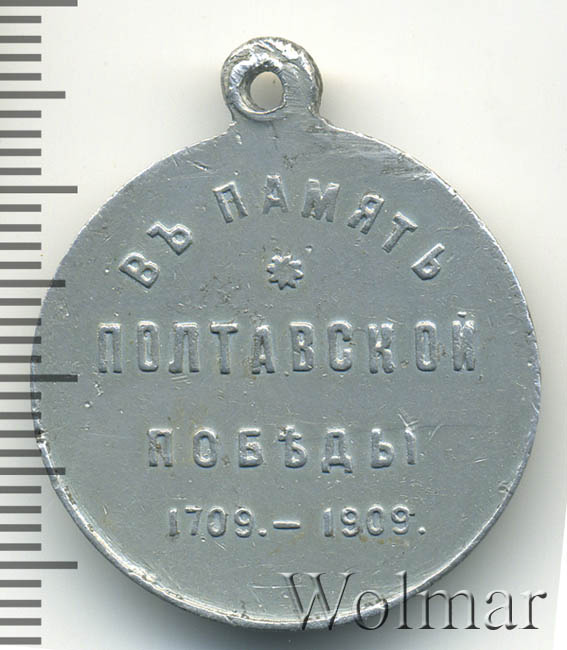 ВЪ ПАМЯТЬ
ПОЛТАВСКОЙ
ПОБѢДЫ
1709.–1909.
Wolmar